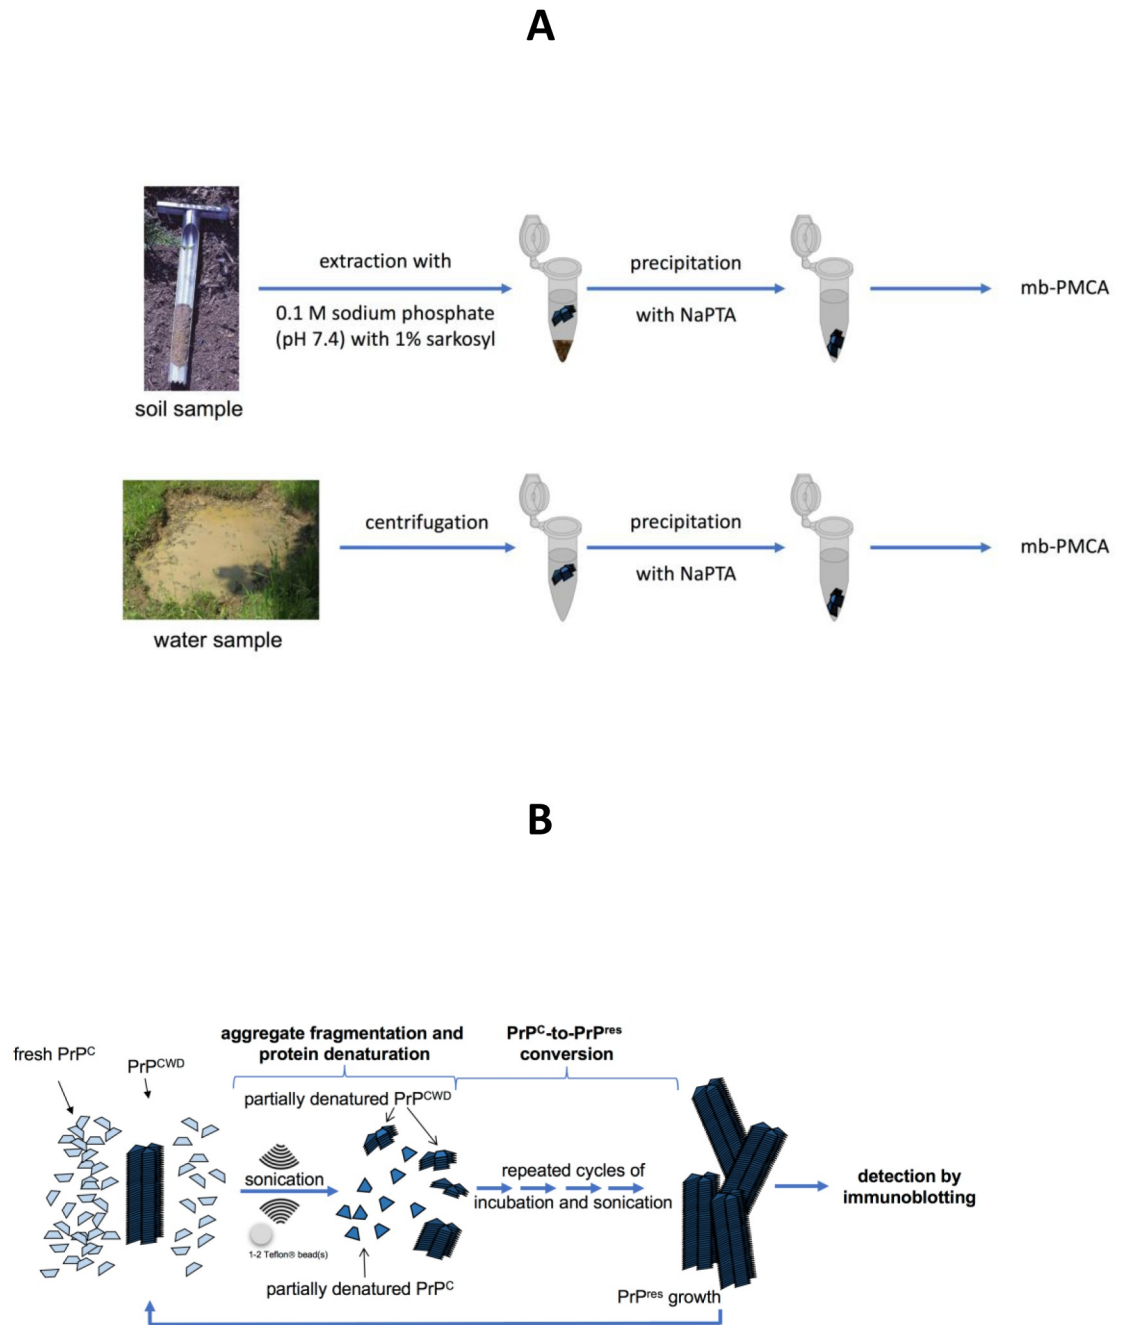 A
extraction with
0.1 M sodium phosphate
(pH 7.4) with 1% sarkosyl
precipitation
with NaPTA
mb-PMCA
soil sample
centrifugation
precipitation
with NaPTA
mb-PMCA
water sample
B
fresh PrPᶜ
PrPᶜᵂᴰ
aggregate fragmentation and
protein denaturation
PrPᶜ-to-PrPʳᵉˢ
conversion
partially denatured PrPᶜᵂᴰ
sonication
1-2 Teflon® bead(s)
partially denatured PrPᶜ
repeated cycles of
incubation and sonication
PrPʳᵉˢ growth
detection by
immunoblotting